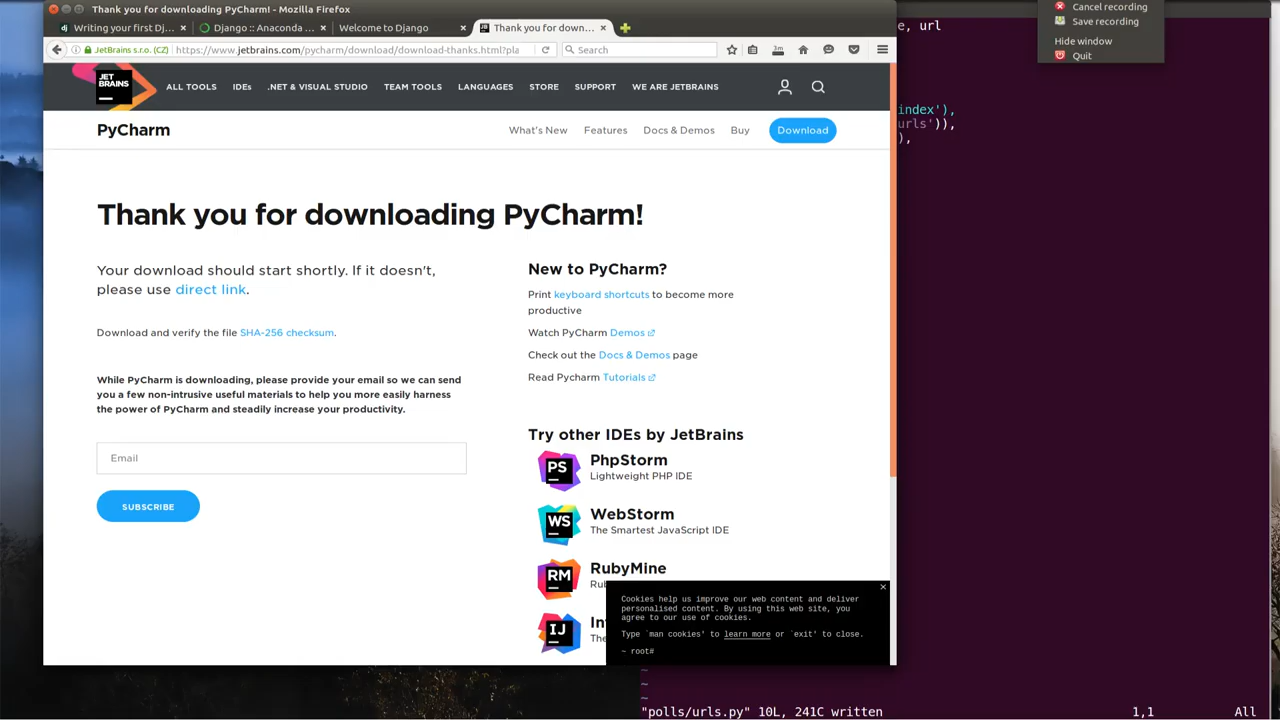 Thank you for downloading PyCharm! - Mozilla Firefox
Cancel recording
Save recording
Hide window
Quit
Writing your first Dj...
Django :: Anaconda ...
Welcome to Django
Thank you for down...
JetBrains s.r.o. (CZ)
https://www.jetbrains.com/pycharm/download/download-thanks.html?pla
Search
3m
JET BRAINS
ALL TOOLS IDEs .NET & VISUAL STUDIO TEAM TOOLS LANGUAGES STORE SUPPORT WE ARE JETBRAINS
PyCharm
What's New Features Docs & Demos Buy Download
Thank you for downloading PyCharm!
Your download should start shortly. If it doesn't,
please use direct link.
Download and verify the file SHA-256 checksum.
While PyCharm is downloading, please provide your email so we can send
you a few non-intrusive useful materials to help you more easily harness
the power of PyCharm and steadily increase your productivity.
Email
SUBSCRIBE
New to PyCharm?
Print keyboard shortcuts to become more
productive
Watch PyCharm Demos
Check out the Docs & Demos page
Read Pycharm Tutorials
Try other IDEs by JetBrains
PS
PhpStorm
Lightweight PHP IDE
WS
WebStorm
The Smartest JavaScript IDE
RM
RubyMine
IJ
Cookies help us improve our web content and deliver
personalised content. By using this web site, you
agree to our use of cookies.
Type `man cookies' to learn more or `exit' to close.
~ root#
e, url
index'),
urls')),
),
~
~
~
"polls/urls.py" 10L, 241C written 1,1 All